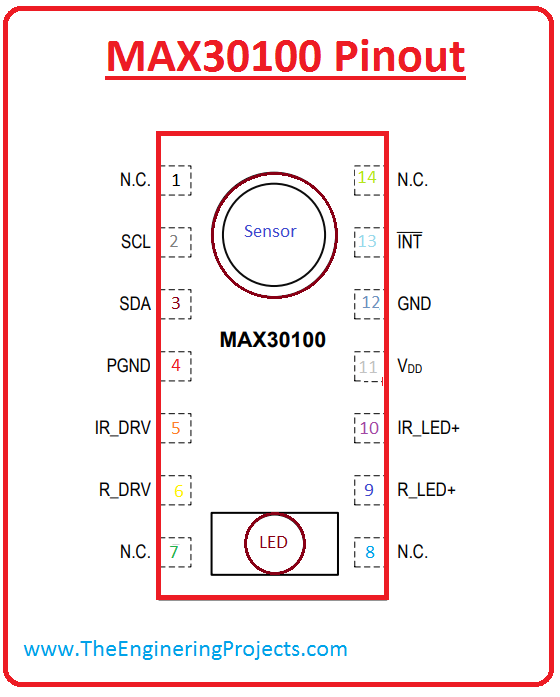 MAX30100 Pinout
N.C. 1 14 N.C.
SCL 2 Sensor 13 INT
SDA 3 12 GND
MAX30100
PGND 4 11 VDD
IR_DRV 5 10 IR_LED+
R_DRV 6 9 R_LED+
N.C. 7 LED 8 N.C.
www.TheEngineringProjects.com